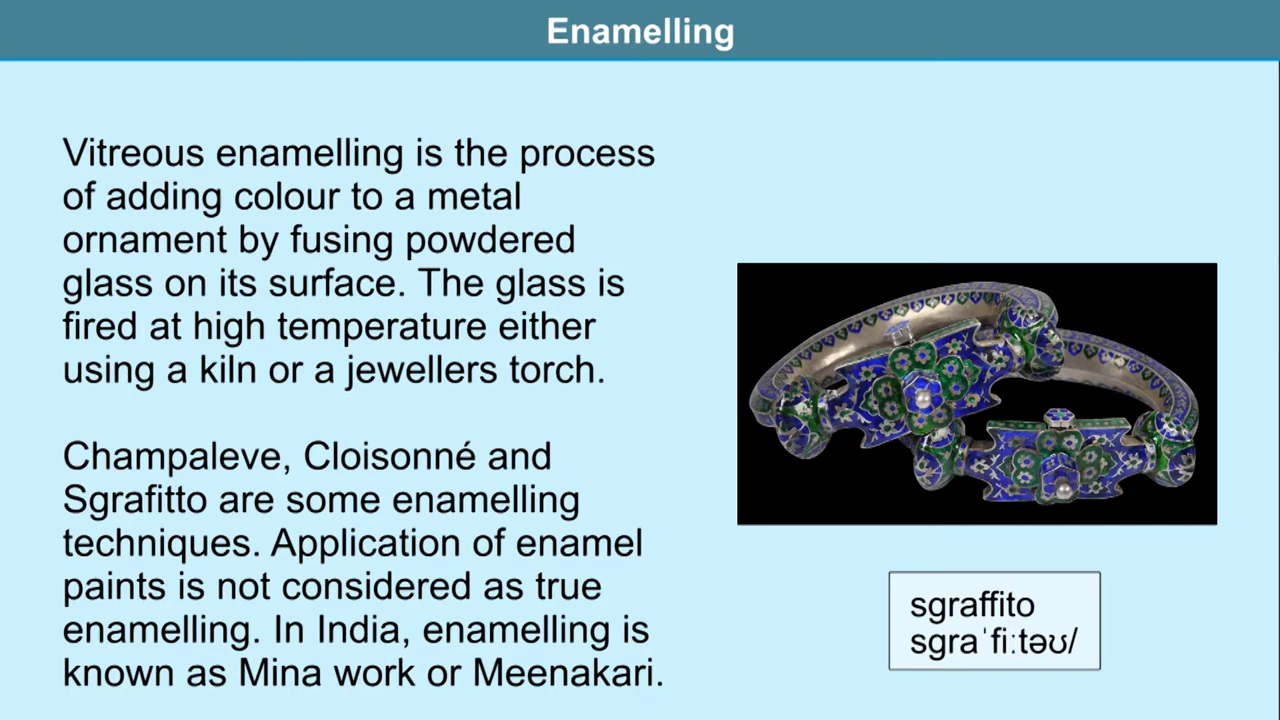 Enamelling
Vitreous enamelling is the process
of adding colour to a metal
ornament by fusing powdered
glass on its surface. The glass is
fired at high temperature either
using a kiln or a jewellers torch.
Champaleve, Cloisonné and
Sgrafitto are some enamelling
techniques. Application of enamel
paints is not considered as true
enamelling. In India, enamelling is
known as Mina work or Meenakari.
sgraffito
sgraˈfiːtəʊ/